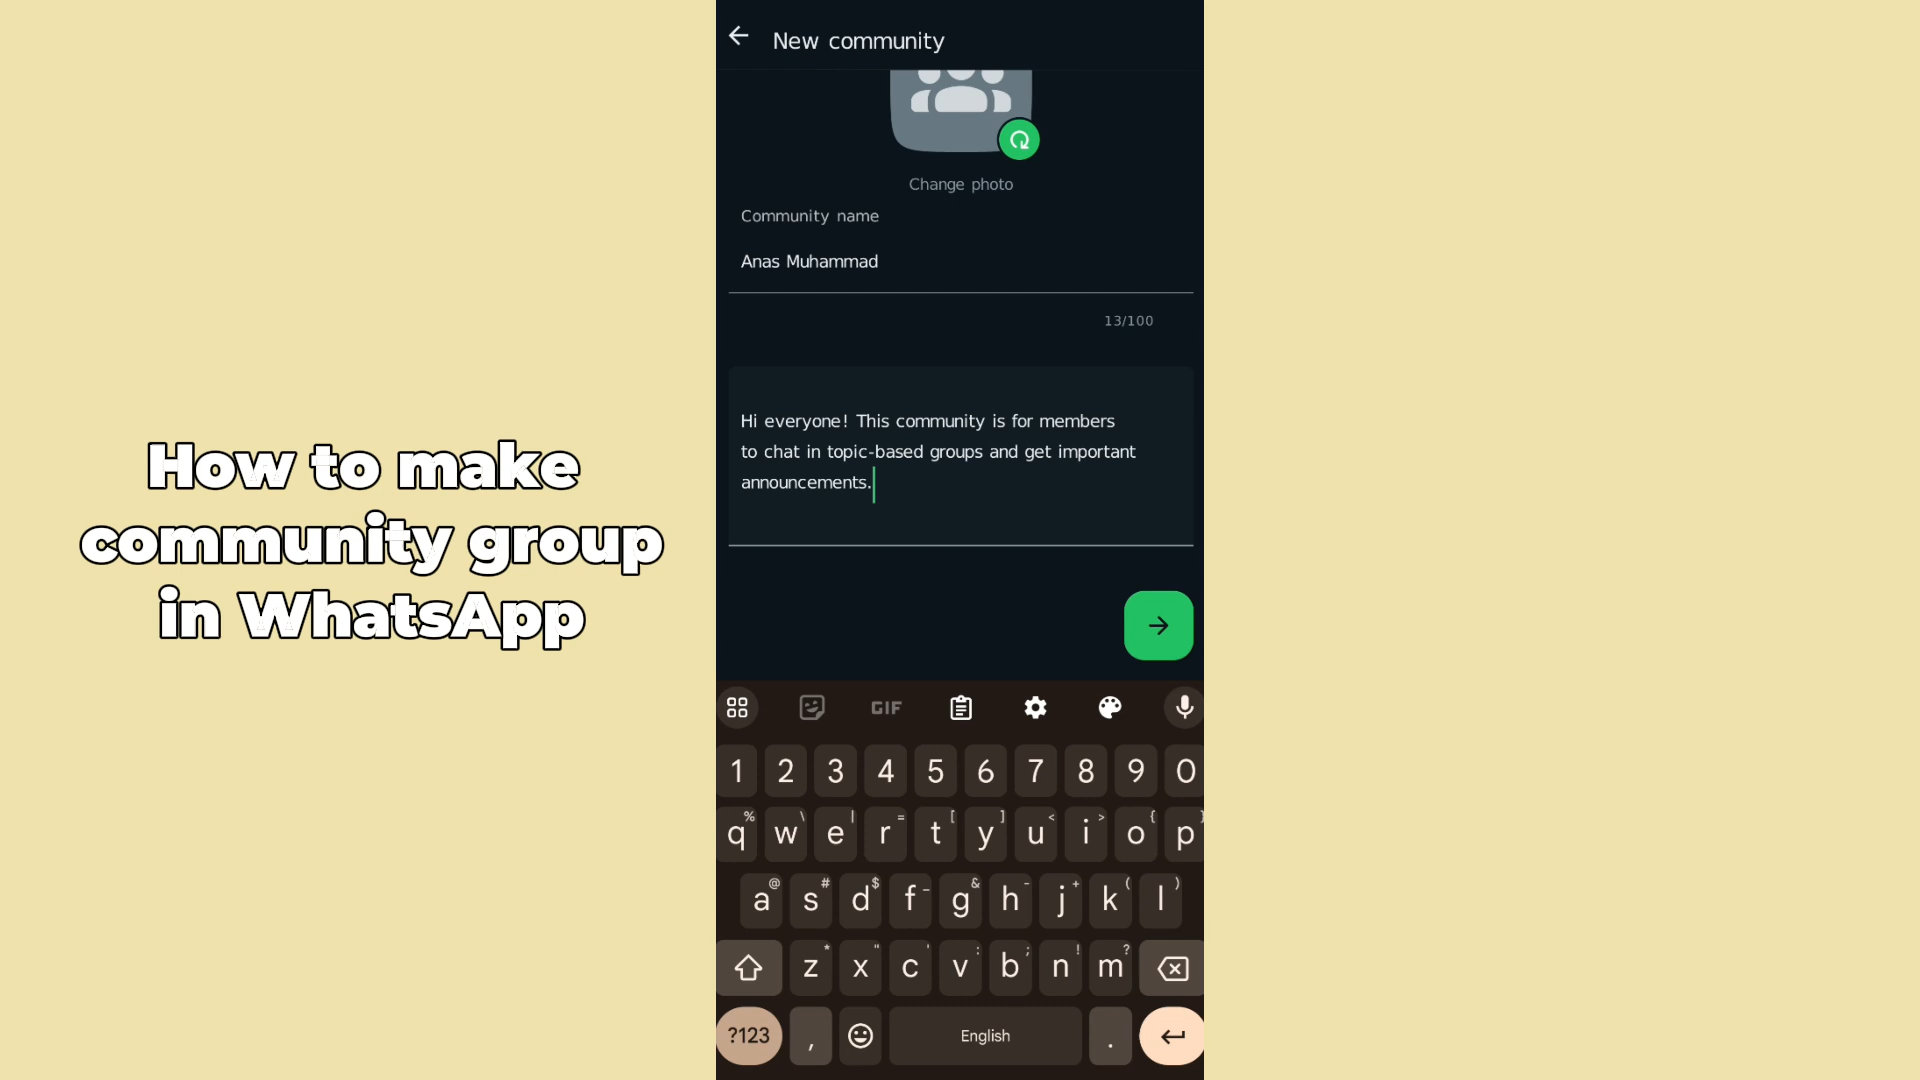 How to make
community group
in WhatsApp
New community
Change photo
Community name
Anas Muhammad
13/100
Hi everyone! This community is for members
to chat in topic-based groups and get important
announcements.
GIF
1 2 3 4 5 6 7 8 9 0
q % w \ e | r = t [ y ] u < i > o { p }
a @ s # d $ f _ g & h - j + k ( l )
z * x " c ' v : b ; n ! m ?
?123 , English .